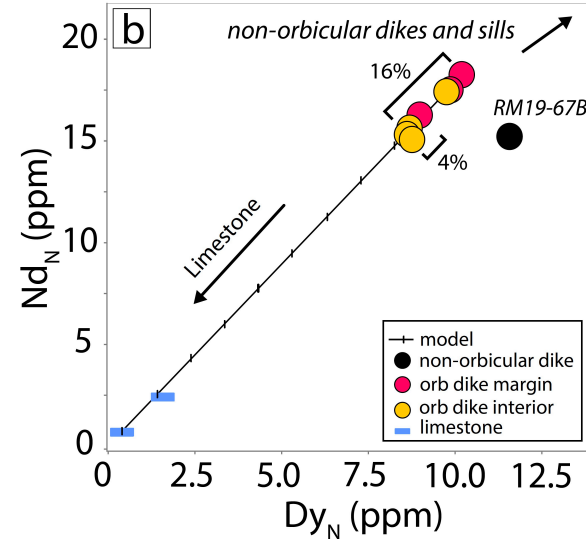 b
non-orbicular dikes and sills
16%
RM19-67B
4%
Limestone
20
15
10
5
0
Nd_N (ppm)
0 2.5 5.0 7.5 10.0 12.5
Dy_N (ppm)
model
non-orbicular dike
orb dike margin
orb dike interior
limestone